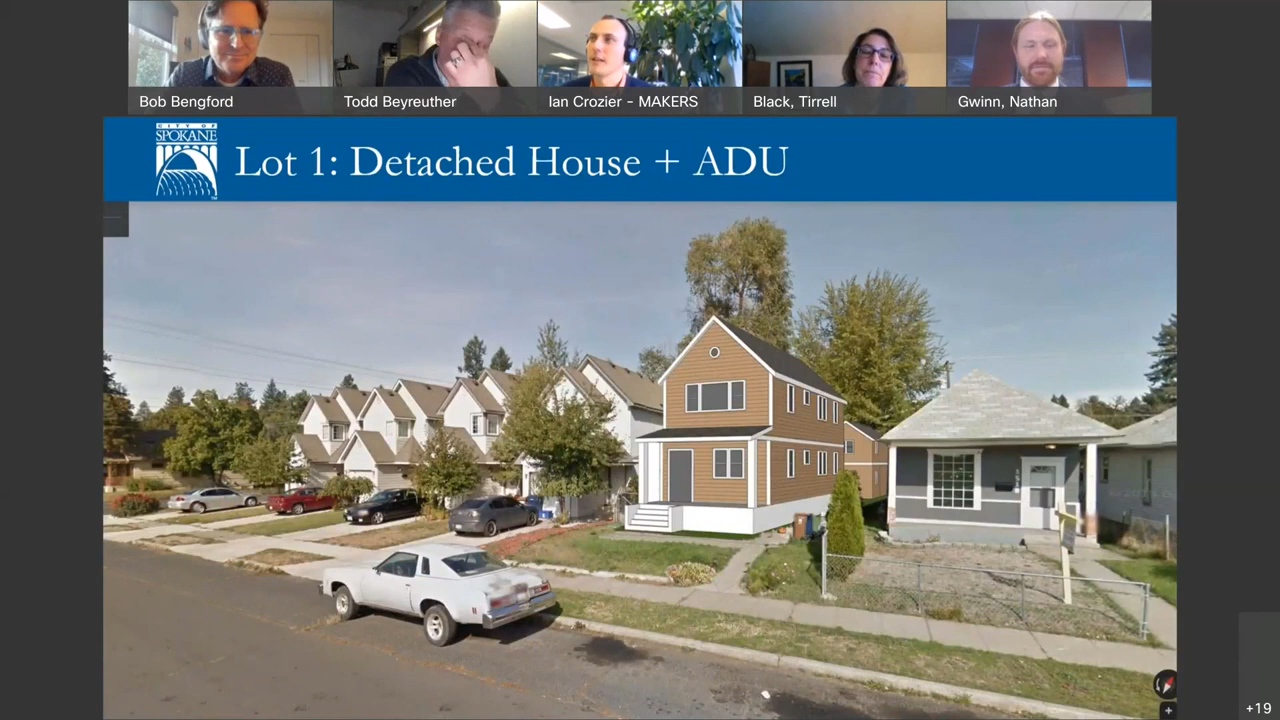 Bob Bengford
Todd Beyreuther
Ian Crozier - MAKERS
Black, Tirrell
Gwinn, Nathan
CITY OF
SPOKANE
Lot 1: Detached House + ADU
+19